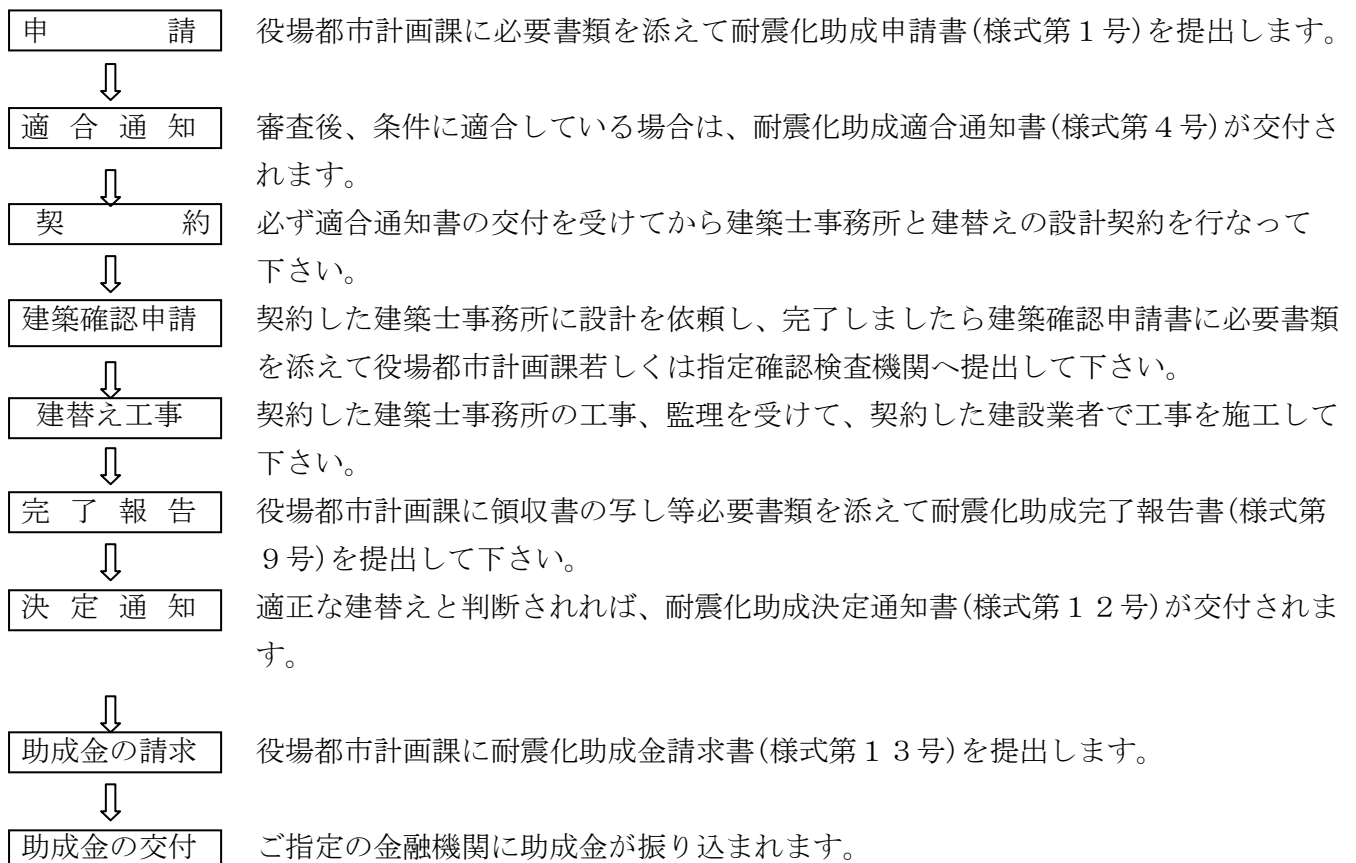 申請 役場都市計画課に必要書類を添えて耐震化助成申請書(様式第１号)を提出します。
適合通知 審査後、条件に適合している場合は、耐震化助成適合通知書(様式第４号)が交付さ
れます。
契約 必ず適合通知書の交付を受けてから建築士事務所と建替えの設計契約を行なって
下さい。
建築確認申請 契約した建築士事務所に設計を依頼し、完了しましたら建築確認申請書に必要書類
を添えて役場都市計画課若しくは指定確認検査機関へ提出して下さい。
建替え工事 契約した建築士事務所の工事、監理を受けて、契約した建設業者で工事を施工して
下さい。
完了報告 役場都市計画課に領収書の写し等必要書類を添えて耐震化助成完了報告書(様式第
９号)を提出して下さい。
決定通知 適正な建替えと判断されれば、耐震化助成決定通知書(様式第１２号)が交付されま
す。
助成金の請求 役場都市計画課に耐震化助成金請求書(様式第１３号)を提出します。
助成金の交付 ご指定の金融機関に助成金が振り込まれます。